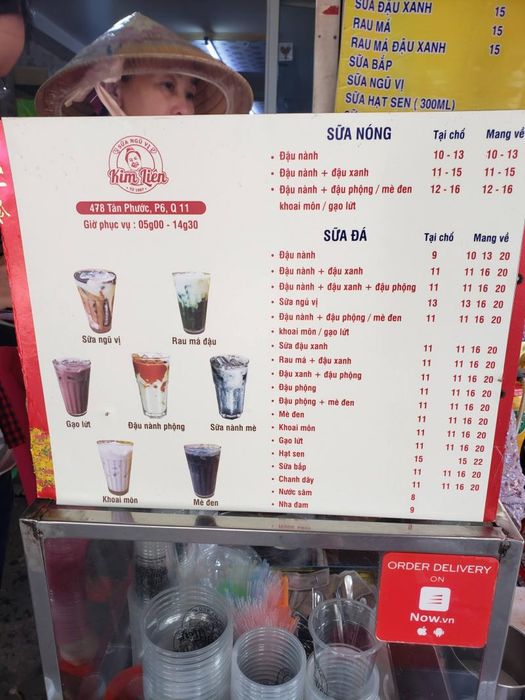 SỮA ĐẬU XANH 15
RAU MÁ 15
RAU MÁ ĐẬU XANH 15
SỮA BẮP
SỮA NGŨ VỊ
SỮA HẠT SEN ( 300ML)
SỮA NGŨ VỊ
Kim Liên
478 Tân Phước, P6, Q 11
Giờ phục vụ : 05g00 - 14g30
SỮA NÓNG Tại chổ Mang về
• Đậu nành 10 - 13 10 - 13
• Đậu nành + đậu xanh 11 - 15 11 - 15
• Đậu nành + đậu phộng / mè đen 12 - 16 12 - 16
khoai môn / gạo lứt
SỮA ĐÁ Tại chổ Mang về
• Đậu nành 9 10 13 20
• Đậu nành + đậu xanh 11 11 16 20
• Đậu nành + đậu xanh + đậu phộng 11 11 16 20
• Sữa ngũ vị 13 13 16 20
• Đậu nành + đậu phộng / mè đen 11 11 16 20
khoai môn / gạo lứt
• Sữa đậu xanh 11 11 16 20
• Rau má + đậu xanh 11 11 16 20
• Đậu xanh + đậu phộng 11 11 16 20
• Đậu phộng 11 11 16 20
• Đậu phộng + mè đen 11 11 16 20
• Mè đen 11 11 16 20
• Khoai môn 11 11 16 20
• Gạo lứt 11 11 16 20
• Hạt sen 15 15 22
• Sữa bắp 11 11 16 20
• Chanh dây 11 11 16 20
• Nước sâm 8
• Nha đam 9
Sữa ngũ vị
Rau má đậu
Gạo lứt
Đậu nành phộng
Sữa nành mè
Khoai môn
Mè đen
ORDER DELIVERY
ON
Now.vn